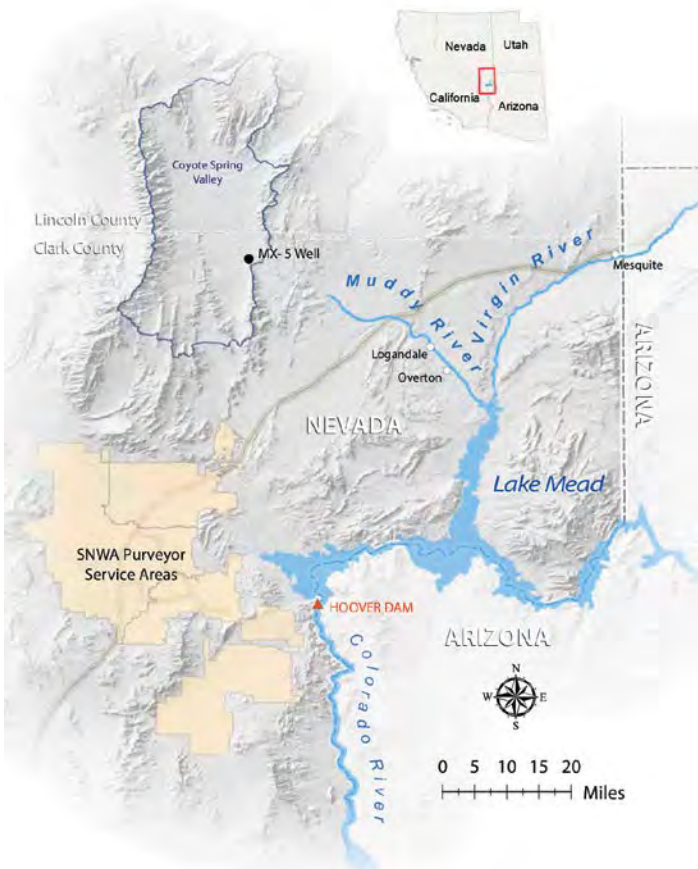 Nevada
Utah
California
Arizona
Coyote Spring
Valley
Lincoln County
Clark County
MX- 5 Well
Muddy River
Virgin River
Mesquite
Logandale
Overton
NEVADA
ARIZONA
Lake Mead
SNWA Purveyor
Service Areas
HOOVER DAM
ARIZONA
Colorado River
N
W
E
S
0 5 10 15 20
Miles